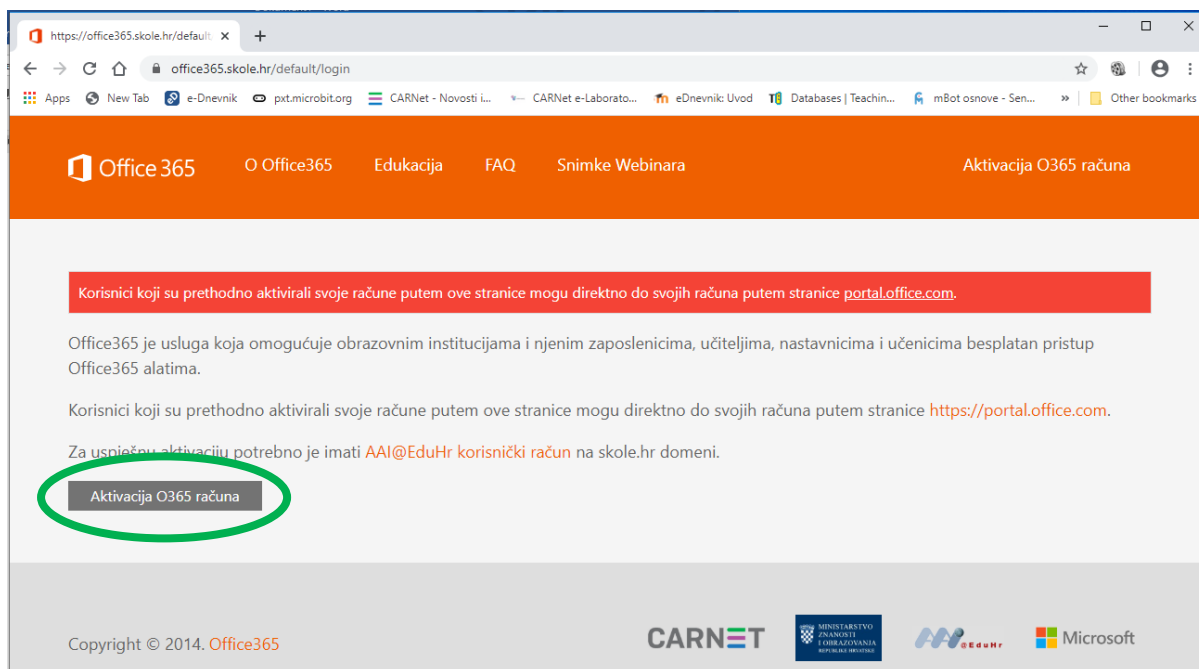 https://office365.skole.hr/default
office365.skole.hr/default/login
Apps New Tab e-Dnevnik pxt.microbit.org CARNet - Novosti i... CARNet e-Laborato... eDnevnik: Uvod Databases | Teachin... mBot osnove - Sen... » Other bookmarks
Office 365 O Office365 Edukacija FAQ Snimke Webinara Aktivacija O365 računa
Korisnici koji su prethodno aktivirali svoje račune putem ove stranice mogu direktno do svojih računa putem stranice portal.office.com.
Office365 je usluga koja omogućuje obrazovnim institucijama i njenim zaposlenicima, učiteljima, nastavnicima i učenicima besplatan pristup
Office365 alatima.
Korisnici koji su prethodno aktivirali svoje račune putem ove stranice mogu direktno do svojih računa putem stranice https://portal.office.com.
Za uspješnu aktivaciju potrebno je imati AAI@EduHr korisnički račun na skole.hr domeni.
Aktivacija O365 računa
Copyright © 2014. Office365
CARNET
MINISTARSTVO
ZNANOSTI
I OBRAZOVANJA
REPUBLIKE HRVATSKE
AAI@EduHr
Microsoft